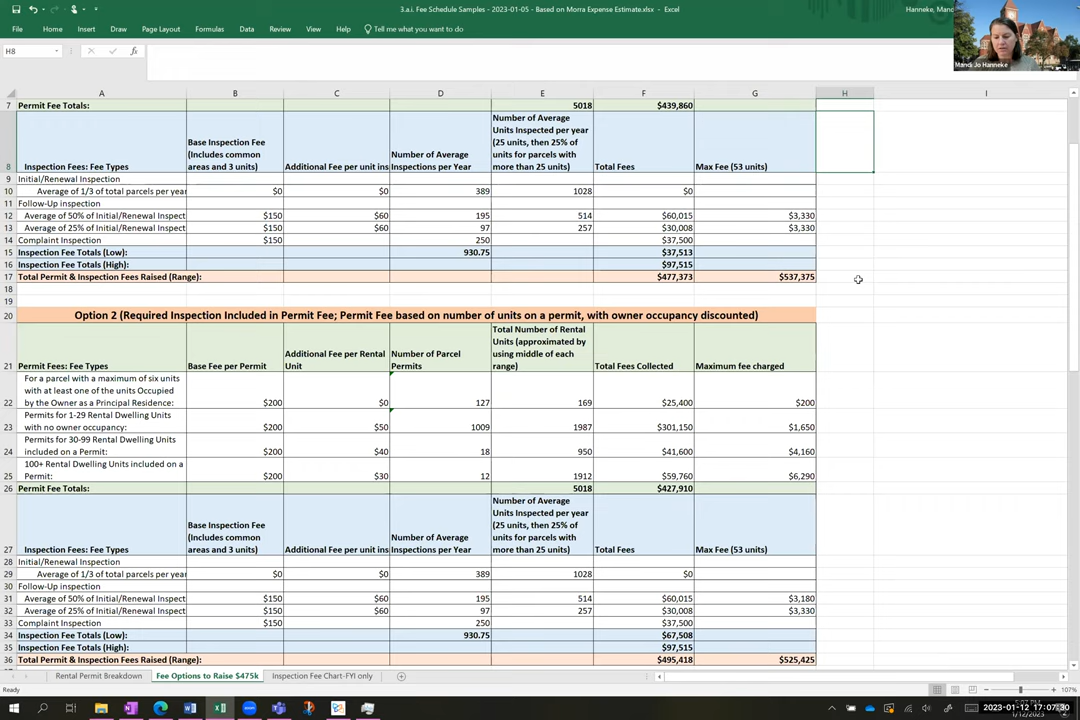 3.a.i. Fee Schedule Samples - 2023-01-05 - Based on Morra Expense Estimate.xlsx - Excel
Hanneke, Mand
File Home Insert Draw Page Layout Formulas Data Review View Help Tell me what you want to do
Mandi Jo Hanneke
H8 fx
A B C D E F G H I
7 Permit Fee Totals: 5018 $439,860
8 Inspection Fees: Fee Types
Base Inspection Fee
(Includes common
areas and 3 units)
Additional Fee per unit ins
Number of Average
Inspections per Year
Number of Average
Units Inspected per year
(25 units, then 25% of
units for parcels with
more than 25 units)
Total Fees
Max Fee (53 units)
9 Initial/Renewal Inspection
10 Average of 1/3 of total parcels per year $0 $0 389 1028 $0
11 Follow-Up inspection
12 Average of 50% of Initial/Renewal Inspect $150 $60 195 514 $60,015 $3,330
13 Average of 25% of Initial/Renewal Inspect $150 $60 97 257 $30,008 $3,330
14 Complaint Inspection $150 250 $37,500
15 Inspection Fee Totals (Low): 930.75 $37,513
16 Inspection Fee Totals (High): $97,515
17 Total Permit & Inspection Fees Raised (Range): $477,373 $537,375
18
19
20 Option 2 (Required Inspection Included in Permit Fee; Permit Fee based on number of units on a permit, with owner occupancy discounted)
21 Permit Fees: Fee Types
Base Fee per Permit
Additional Fee per Rental
Unit
Number of Parcel
Permits
Total Number of Rental
Units (approximated by
using middle of each
range)
Total Fees Collected
Maximum fee charged
For a parcel with a maximum of six units
with at least one of the units Occupied
22 by the Owner as a Principal Residence: $200 $0 127 169 $25,400 $200
Permits for 1-29 Rental Dwelling Units
23 with no owner occupancy: $200 $50 1009 1987 $301,150 $1,650
Permits for 30-99 Rental Dwelling Units
24 included on a Permit: $200 $40 18 950 $41,600 $4,160
100+ Rental Dwelling Units included on a
25 Permit: $200 $30 12 1912 $59,760 $6,290
26 Permit Fee Totals: 5018 $427,910
27 Inspection Fees: Fee Types
Base Inspection Fee
(Includes common
areas and 3 units)
Additional Fee per unit ins
Number of Average
Inspections per Year
Number of Average
Units Inspected per year
(25 units, then 25% of
units for parcels with
more than 25 units)
Total Fees
Max Fee (53 units)
28 Initial/Renewal Inspection
29 Average of 1/3 of total parcels per year $0 $0 389 1028 $0
30 Follow-Up inspection
31 Average of 50% of Initial/Renewal Inspect $150 $60 195 514 $60,015 $3,180
32 Average of 25% of Initial/Renewal Inspect $150 $60 97 257 $30,008 $3,330
33 Complaint Inspection $150 250 $37,500
34 Inspection Fee Totals (Low): 930.75 $67,508
35 Inspection Fee Totals (High): $97,515
36 Total Permit & Inspection Fees Raised (Range): $495,418 $525,425
Rental Permit Breakdown Fee Options to Raise $475k Inspection Fee Chart-FYI only
Ready
107%
2023-01-12 17:07:30
1/12/2023